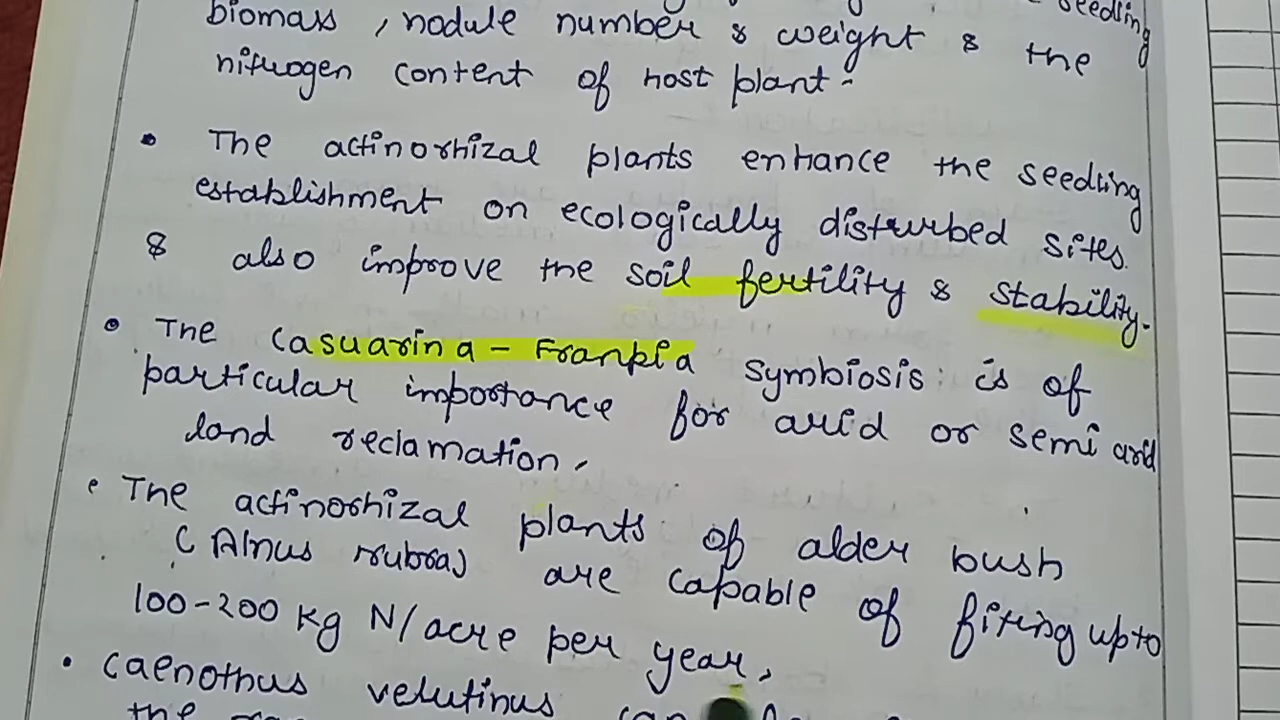 seedling
biomass, nodule number & weight & the
nitrogen content of host plant.
• The actinorhizal plants enhance the seedling
establishment on ecologically disturbed sites.
& also improve the soil fertility & stability.
• The Casuarina - Frankia symbiosis: is of
particular importance for arid or semi arid
land reclamation.
• The actinorhizal plants of alder bush
(Alnus rubra) are capable of fixing upto
100-200 Kg N/acre per year.
• Caenothus velutinus can
the